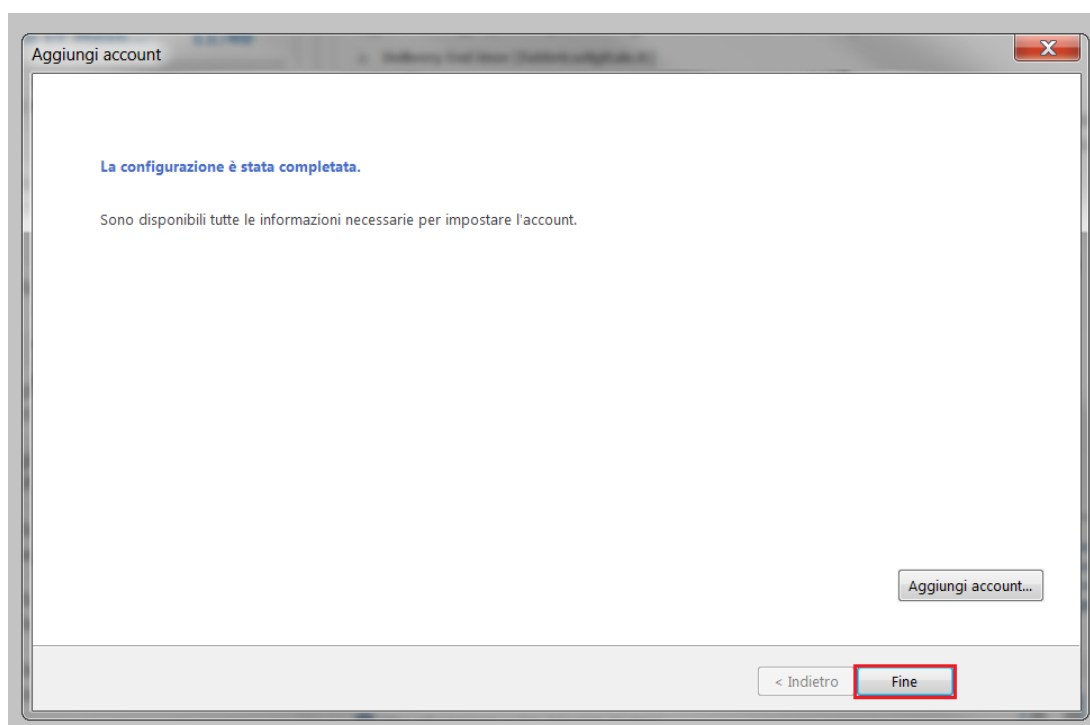 Aggiungi account
La configurazione è stata completata.
Sono disponibili tutte le informazioni necessarie per impostare l'account.
Aggiungi account...
< Indietro
Fine